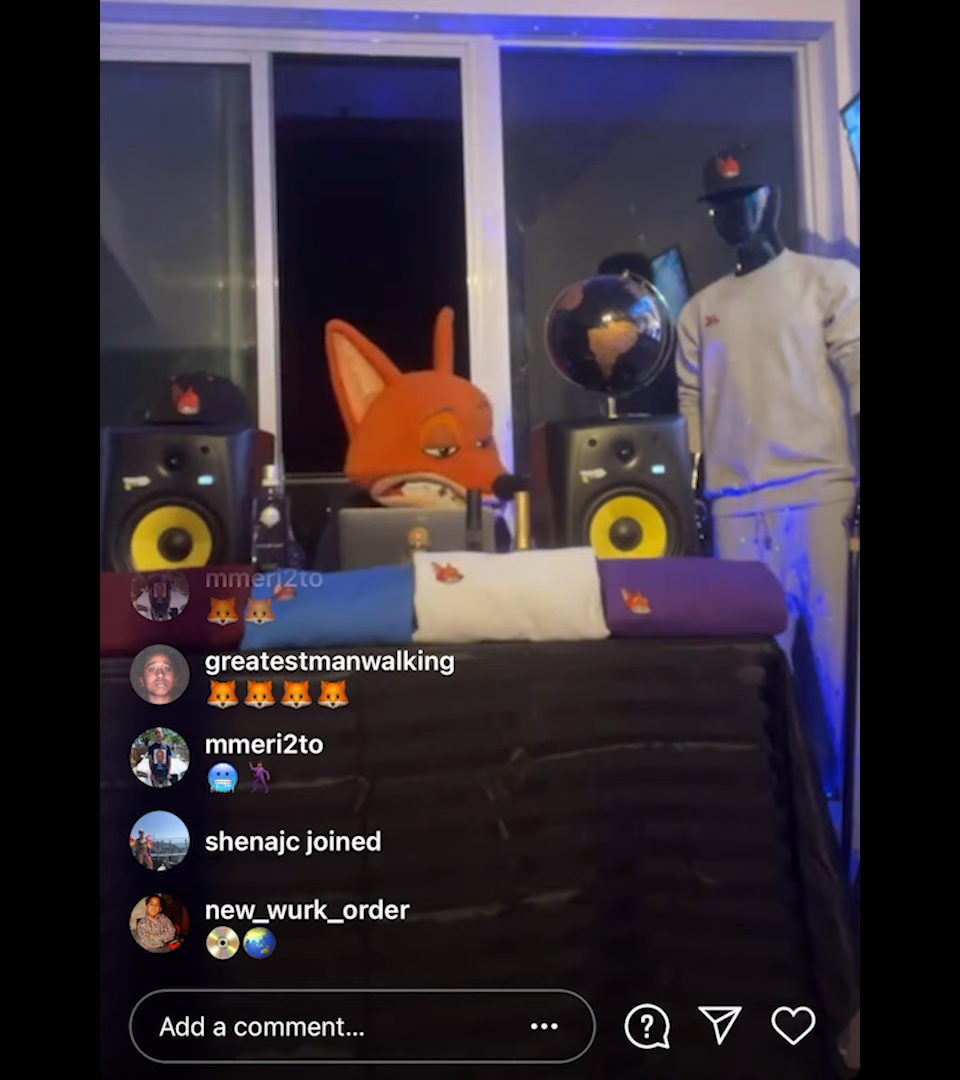 mmeri2to
🦊🦊
greatestmanwalking
🦊🦊🦊🦊
mmeri2to
🥶🕺🏾
shenajc joined
new_wurk_order
📀🌏
Add a comment...